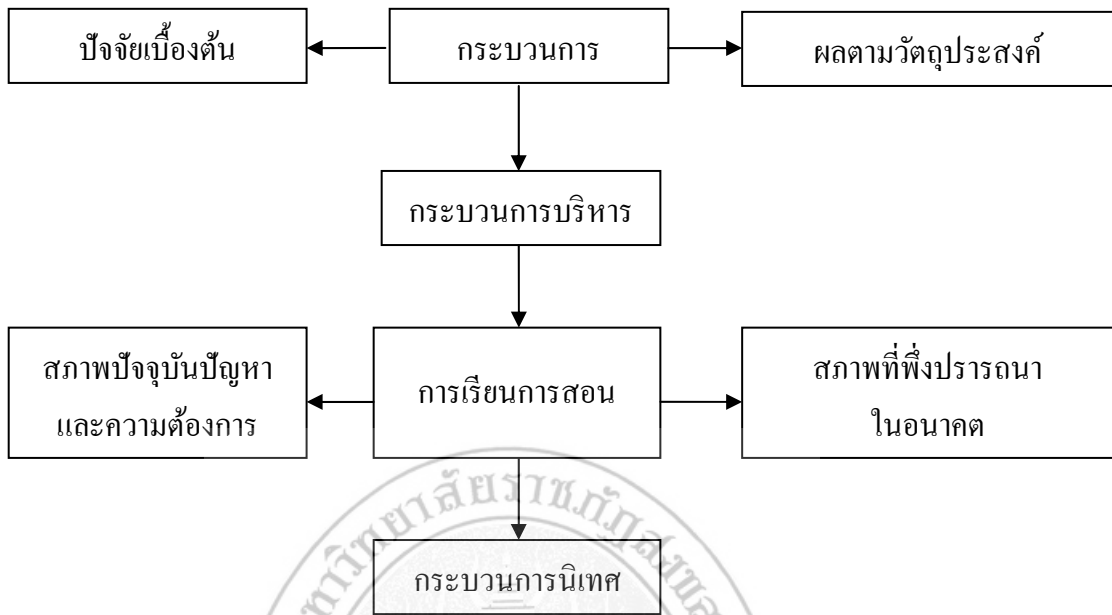 ปัจจัยเบื้องต้น
กระบวนการ
ผลตามวัตถุประสงค์
กระบวนการบริหาร
สภาพปัจจุบันปัญหา
และความต้องการ
การเรียนการสอน
สภาพที่พึ่งปรารถนา
ในอนาคต
กระบวนการนิเทศ